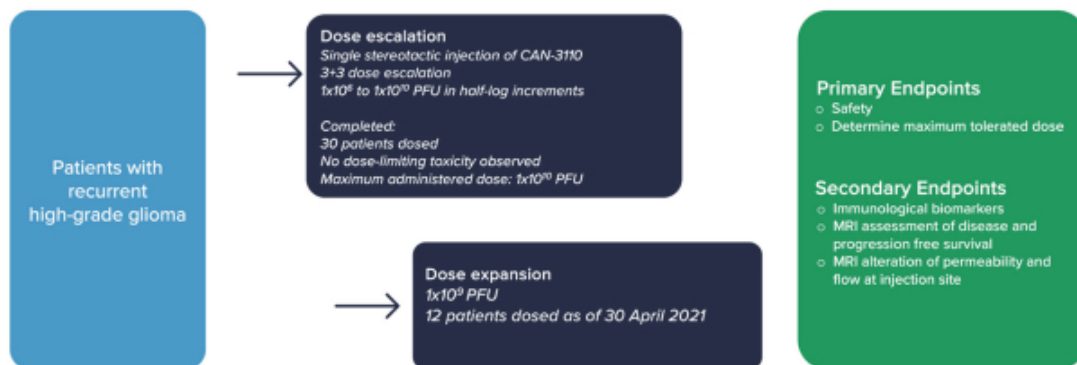 Patients with
recurrent
high-grade glioma
Dose escalation
Single stereotactic injection of CAN-3110
3+3 dose escalation
1x10⁶ to 1x10¹⁰ PFU in half-log increments
Completed:
30 patients dosed
No dose-limiting toxicity observed
Maximum administered dose: 1x10¹⁰ PFU
Dose expansion
1x10⁹ PFU
12 patients dosed as of 30 April 2021
Primary Endpoints
○ Safety
○ Determine maximum tolerated dose
Secondary Endpoints
○ Immunological biomarkers
○ MRI assessment of disease and
progression free survival
○ MRI alteration of permeability and
flow at injection site